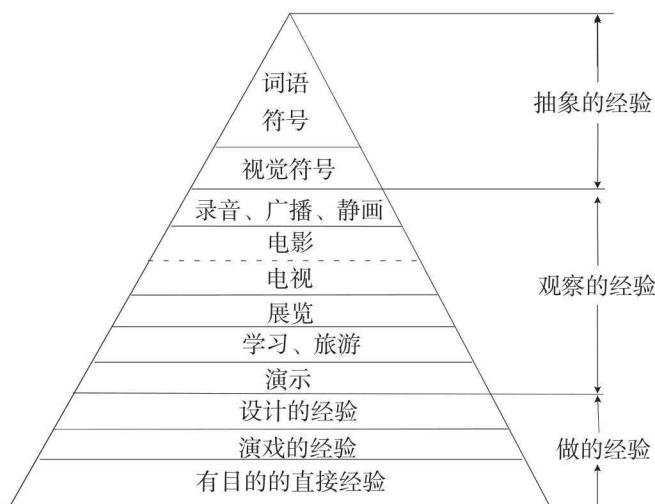 词语
符号
抽象的经验
视觉符号
录音、广播、静画
电影
电视
观察的经验
展览
学习、旅游
演示
设计的经验
演戏的经验
做的经验
有目的的直接经验